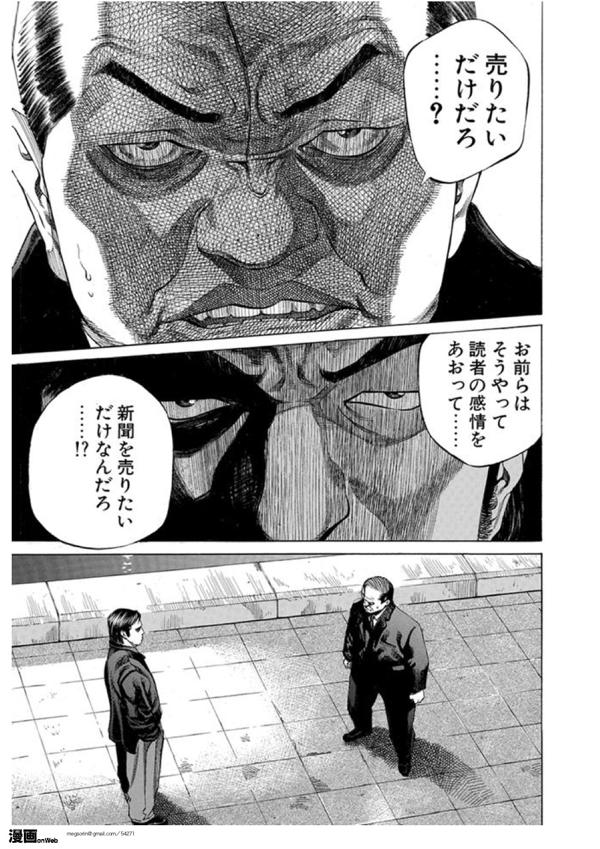 売りたい
だけだろ
……？
お前らは
そうやって
読者の感情を
あおって……
新聞を売りたい
だけなんだろ
……!?
漫画onWeb
megaorin@gmail.com/54271